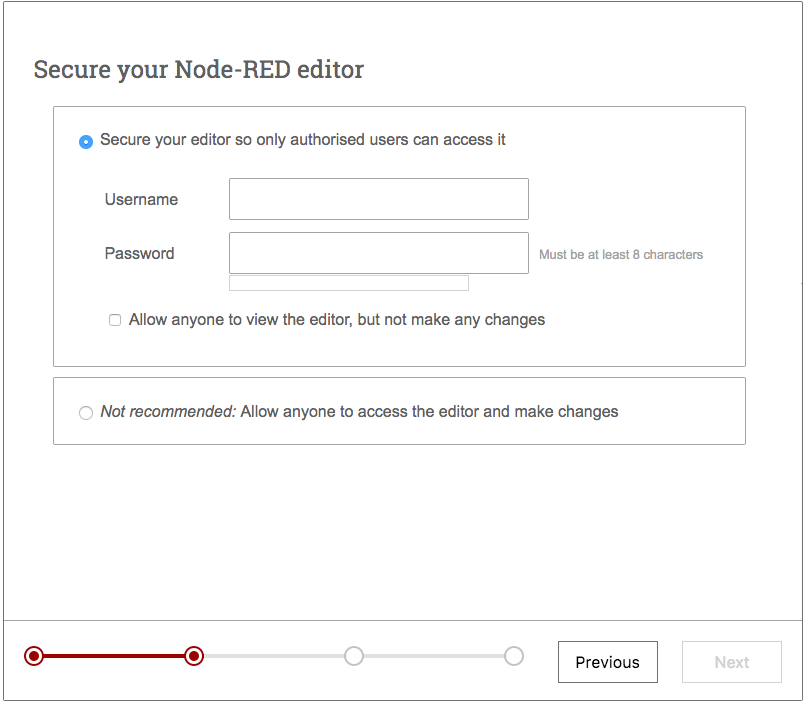 Secure your Node-RED editor
Secure your editor so only authorised users can access it
Username
Password
Must be at least 8 characters
Allow anyone to view the editor, but not make any changes
Not recommended: Allow anyone to access the editor and make changes
Previous
Next